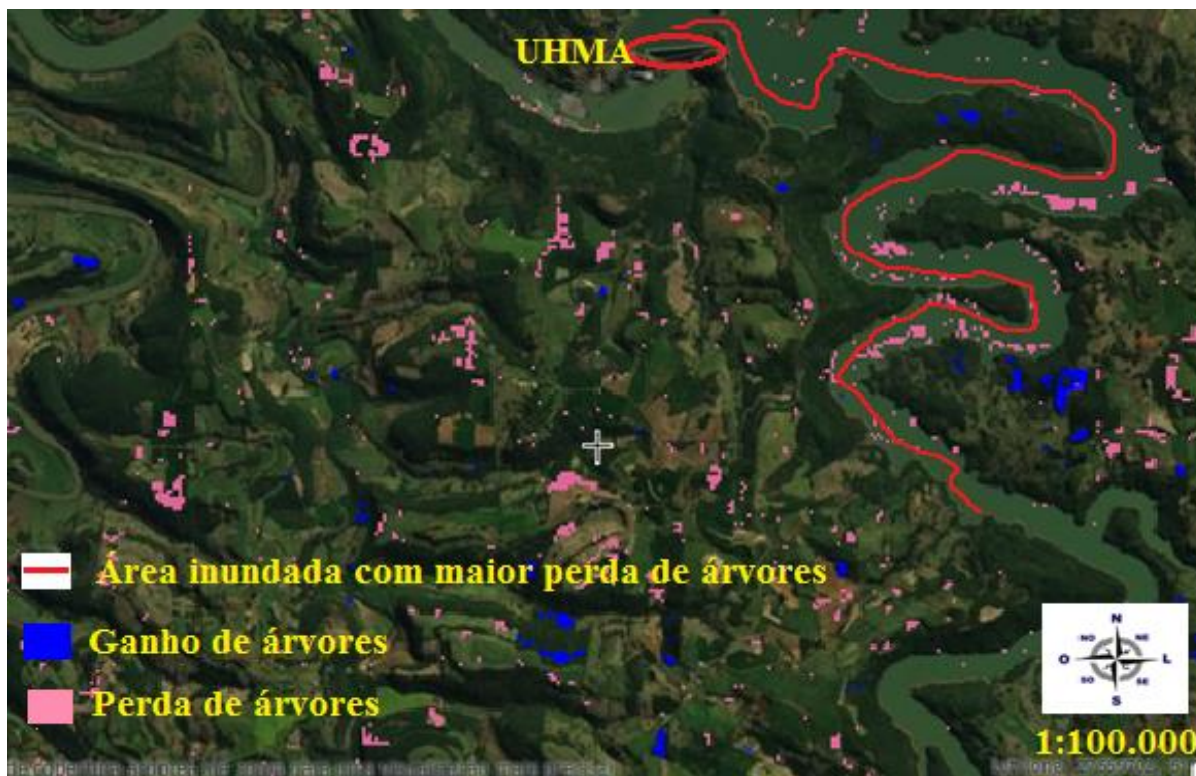 UHMA
Área inundada com maior perda de árvores
Ganho de árvores
Perda de árvores
N
NO NE
O L
SO SE
S
1:100.000